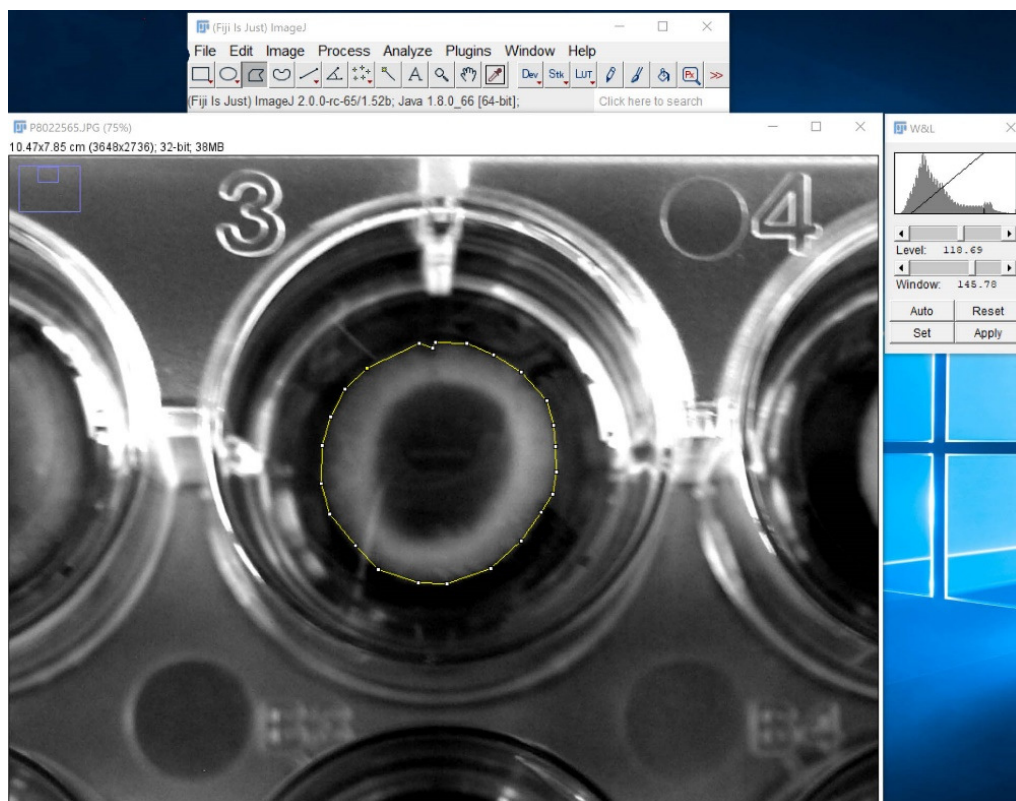 (Fiji Is Just) ImageJ
File Edit Image Process Analyze Plugins Window Help
Dev Stk LUT
(Fiji Is Just) ImageJ 2.0.0-rc-65/1.52b; Java 1.8.0_66 [64-bit]; Click here to search
P8022565.JPG (75%)
10.47x7.85 cm (3648x2736); 32-bit; 38MB
3
4
W&L
Level: 118.69
Window: 145.78
Auto Reset
Set Apply